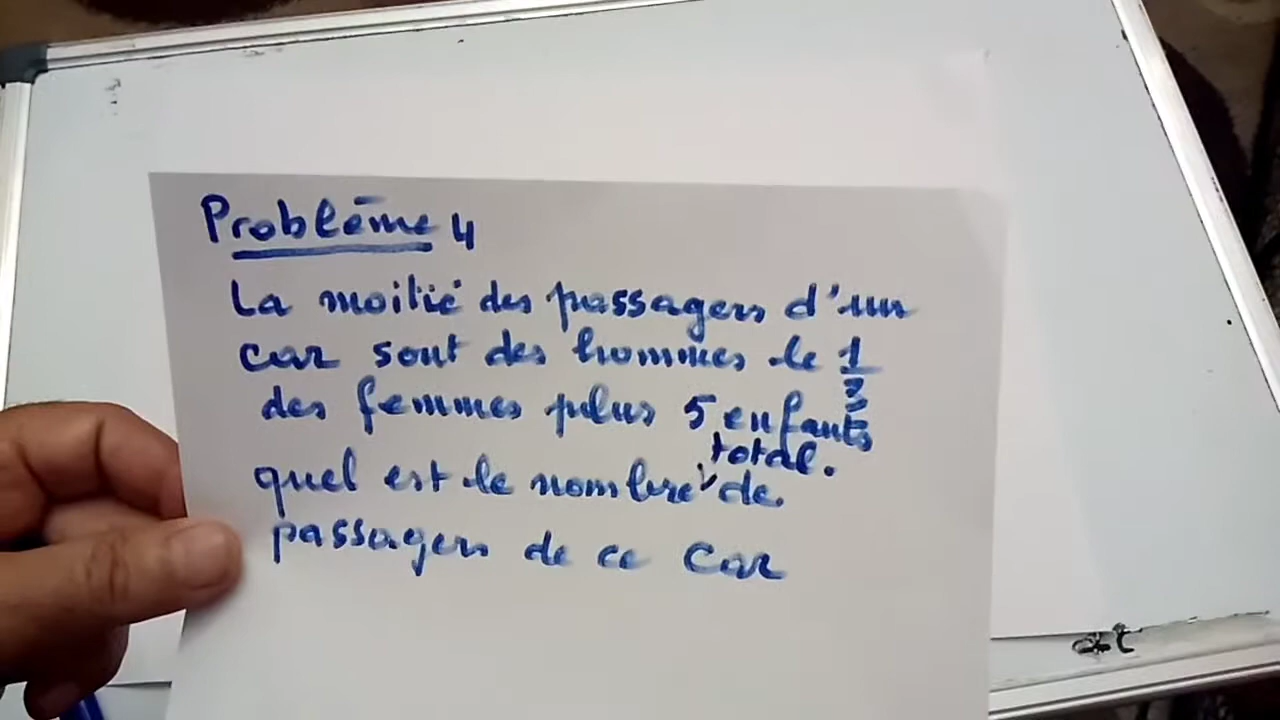 Problème 4
La moitié des passagers d'un
car sont des hommes le 1/3
des femmes plus 5 enfants
total.
quel est le nombre de
passagers de ce car